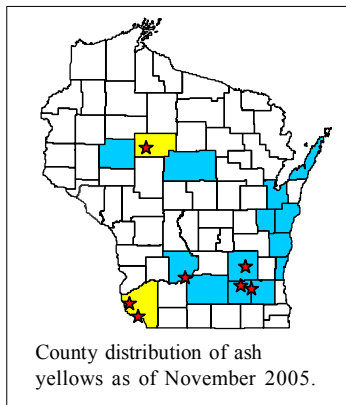 County distribution of ash
yellows as of November 2005.